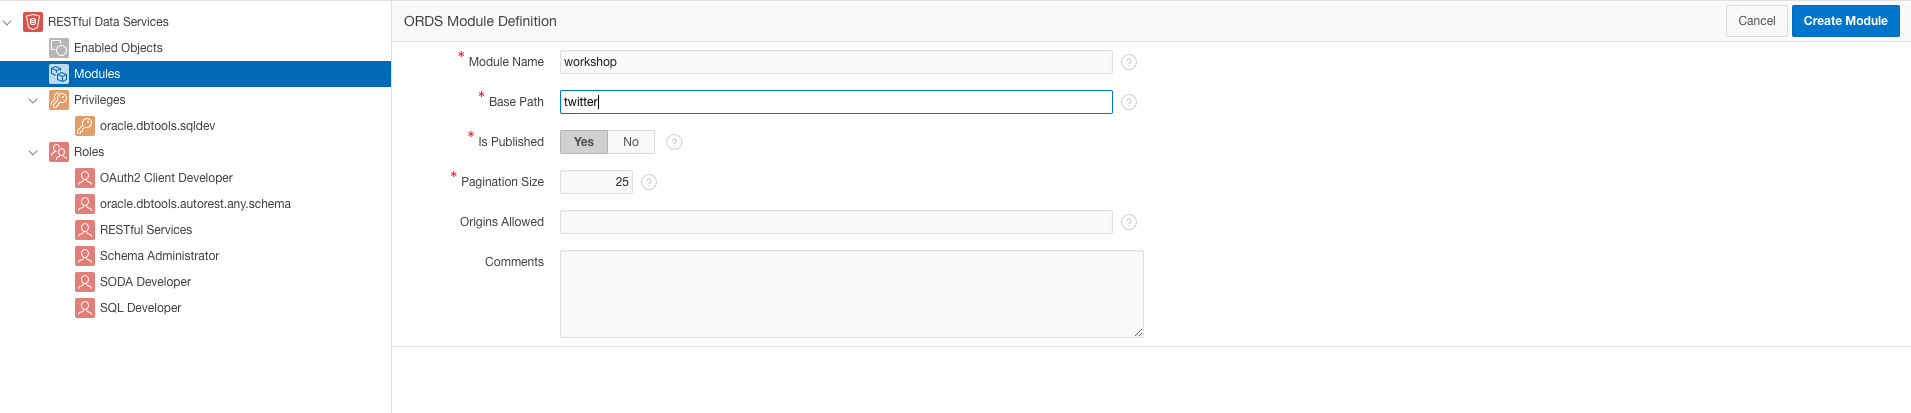 RESTful Data Services
Enabled Objects
Modules
Privileges
oracle.dbtools.sqldev
Roles
OAuth2 Client Developer
oracle.dbtools.autorest.any.schema
RESTful Services
Schema Administrator
SODA Developer
SQL Developer
ORDS Module Definition Cancel Create Module
* Module Name workshop ?
* Base Path twitter ?
* Is Published Yes No ?
* Pagination Size 25 ?
Origins Allowed ?
Comments